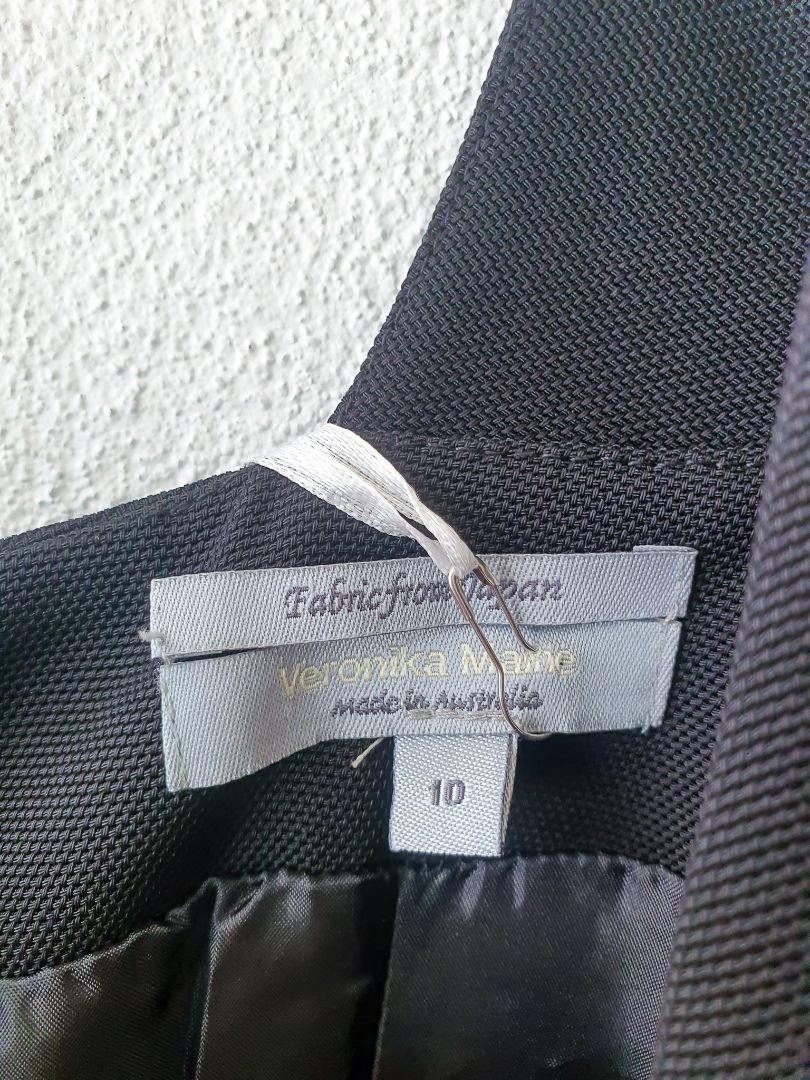 Fabric from Japan
Veronika Maine
Made in Australia
10